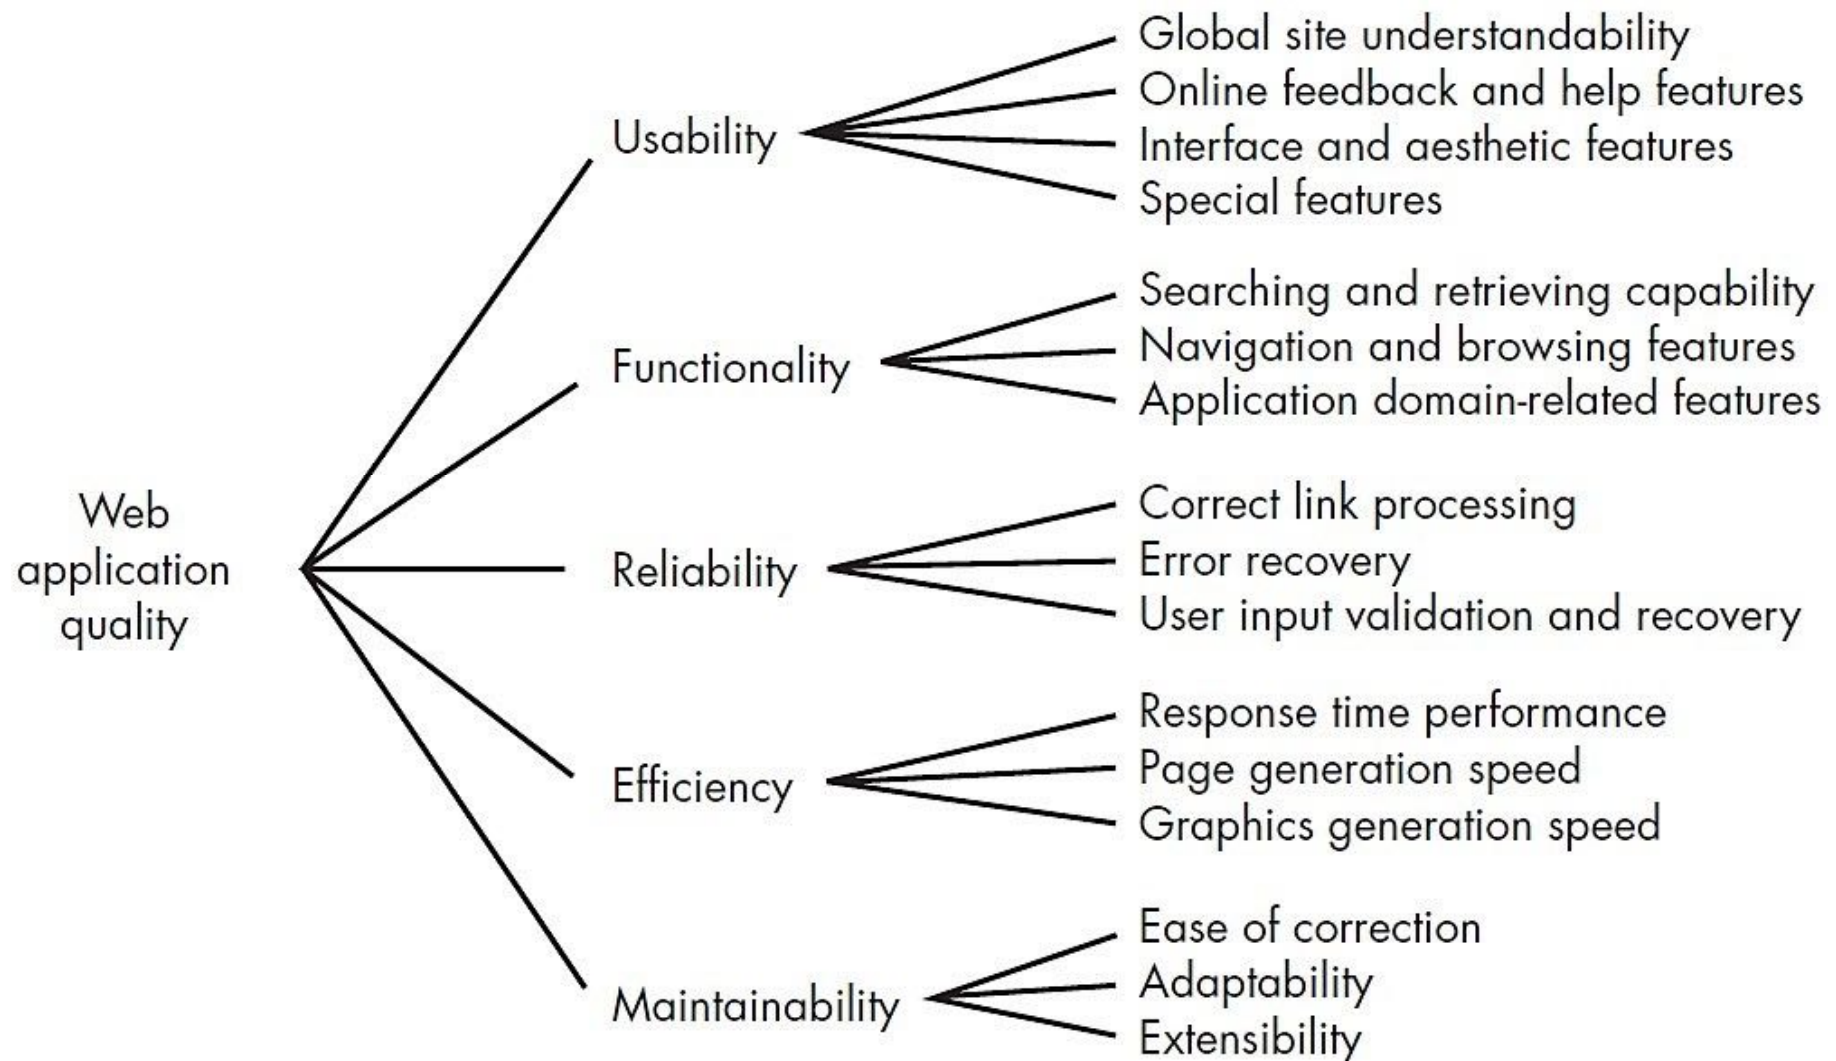 Web
application
quality
Usability
Global site understandability
Online feedback and help features
Interface and aesthetic features
Special features
Functionality
Searching and retrieving capability
Navigation and browsing features
Application domain-related features
Reliability
Correct link processing
Error recovery
User input validation and recovery
Efficiency
Response time performance
Page generation speed
Graphics generation speed
Maintainability
Ease of correction
Adaptability
Extensibility